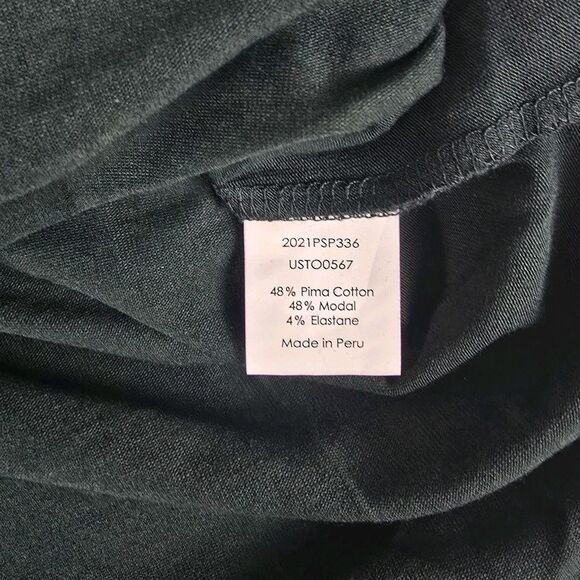 2021PSP336
USTO0567
48% Pima Cotton
48% Modal
4% Elastane
Made in Peru